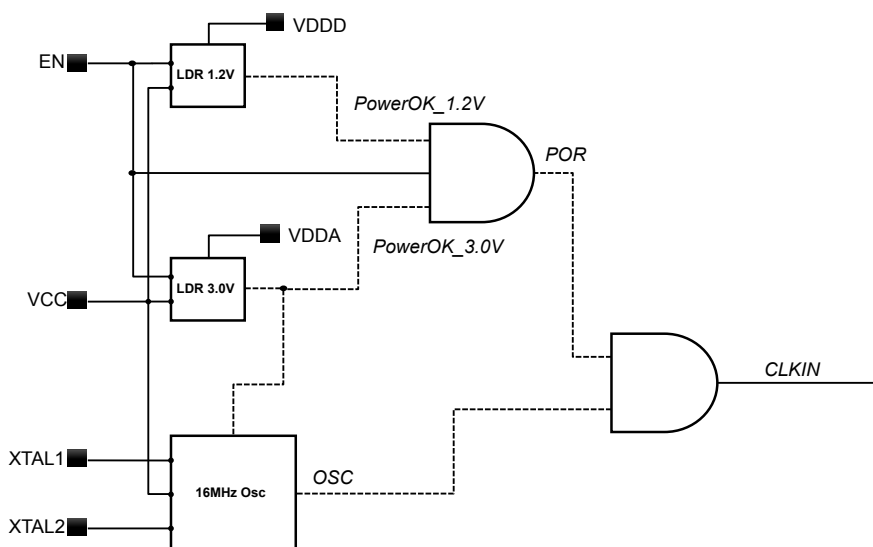 VDDD
EN
LDR 1.2V
PowerOK_1.2V
POR
VDDA
PowerOK_3.0V
LDR 3.0V
VCC
CLKIN
XTAL1
OSC
16MHz Osc
XTAL2